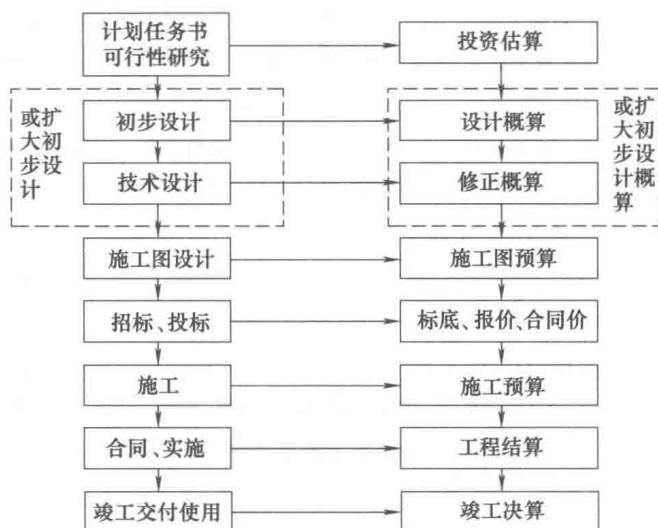 计划任务书
可行性研究
投资估算
或扩
大初
步设
计
初步设计
设计概算
或扩
大初
步设
计概
算
技术设计
修正概算
施工图设计
施工图预算
招标、投标
标底、报价、合同价
施工
施工预算
合同、实施
工程结算
竣工交付使用
竣工决算